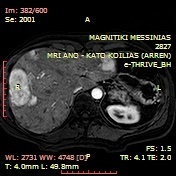 Im: 382/600
Se: 2001
A
MAGNITIKI MESSINIAS
2827
MRI ANO - KATO-KOILIAS (ARREN)
e-THRIVE_BH
R
L
FS: 1.5
WL: 2731 WW: 4748 [D]
P
TR: 4.1 TE: 2.0
T: 4.0mm L: 49.8mm